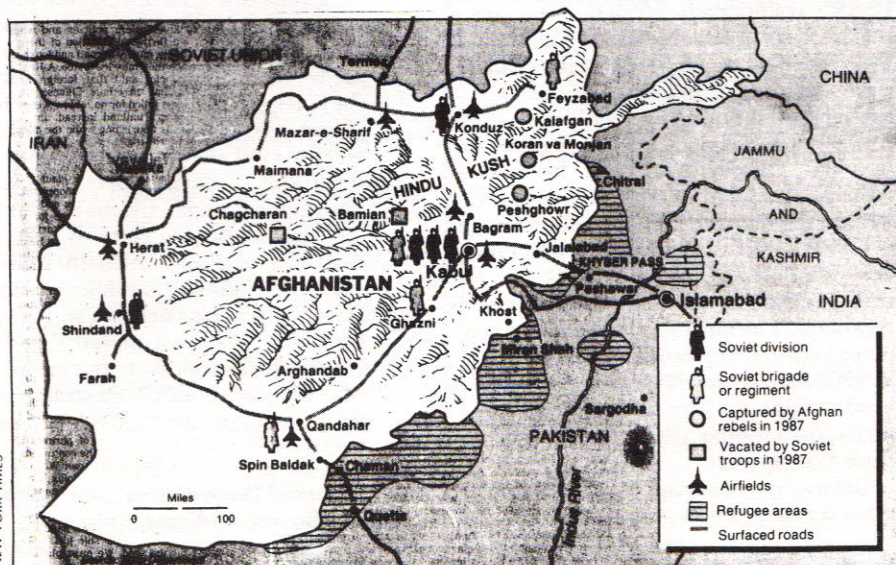 SOVIET UNION
Termez
CHINA
Feyzabad
Kalafgan
Mazar-e-Sharif
Konduz
IRAN
Koran va Monjan
JAMMU
Maimana
HINDU
KUSH
Chitral
Peshghowr
AND
Chagcharan
Bamian
Bagram
KASHMIR
Herat
Jalalabad
KHYBER PASS
Kabul
Peshawar
AFGHANISTAN
Islamabad
INDIA
Shindand
Ghazni
Khost
Miran Shah
Farah
Arghandab
Sargodha
Qandahar
PAKISTAN
Spin Baldak
Chaman
Indus River
Quetta
Miles
0 100
Soviet division
Soviet brigade
or regiment
Captured by Afghan
rebels in 1987
Vacated by Soviet
troops in 1987
Airfields
Refugee areas
Surfaced roads